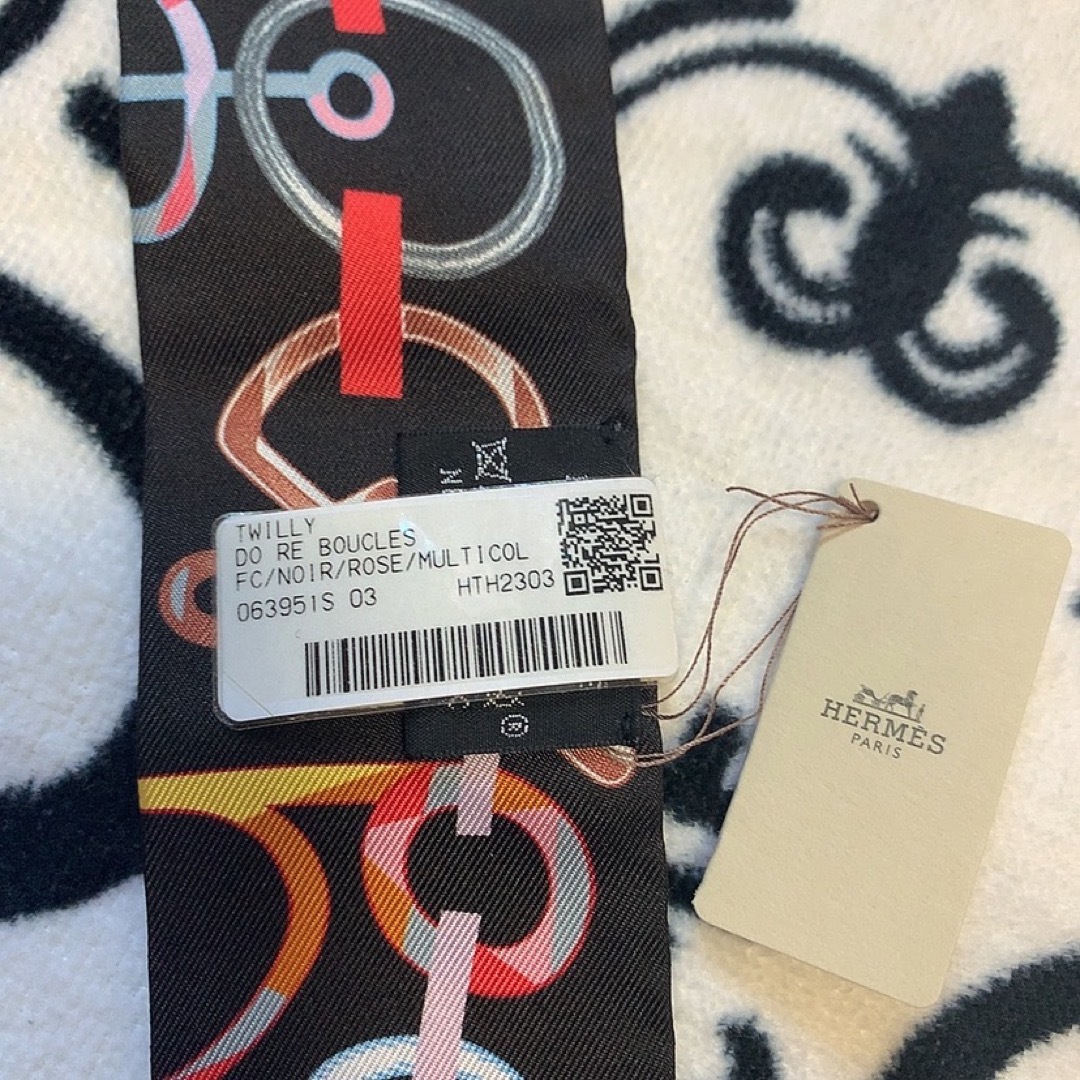 TWILLY
DO RE BOUCLES
FC/NOIR/ROSE/MULTICOL
063951S 03 HTH2303
HERMÈS
PARIS